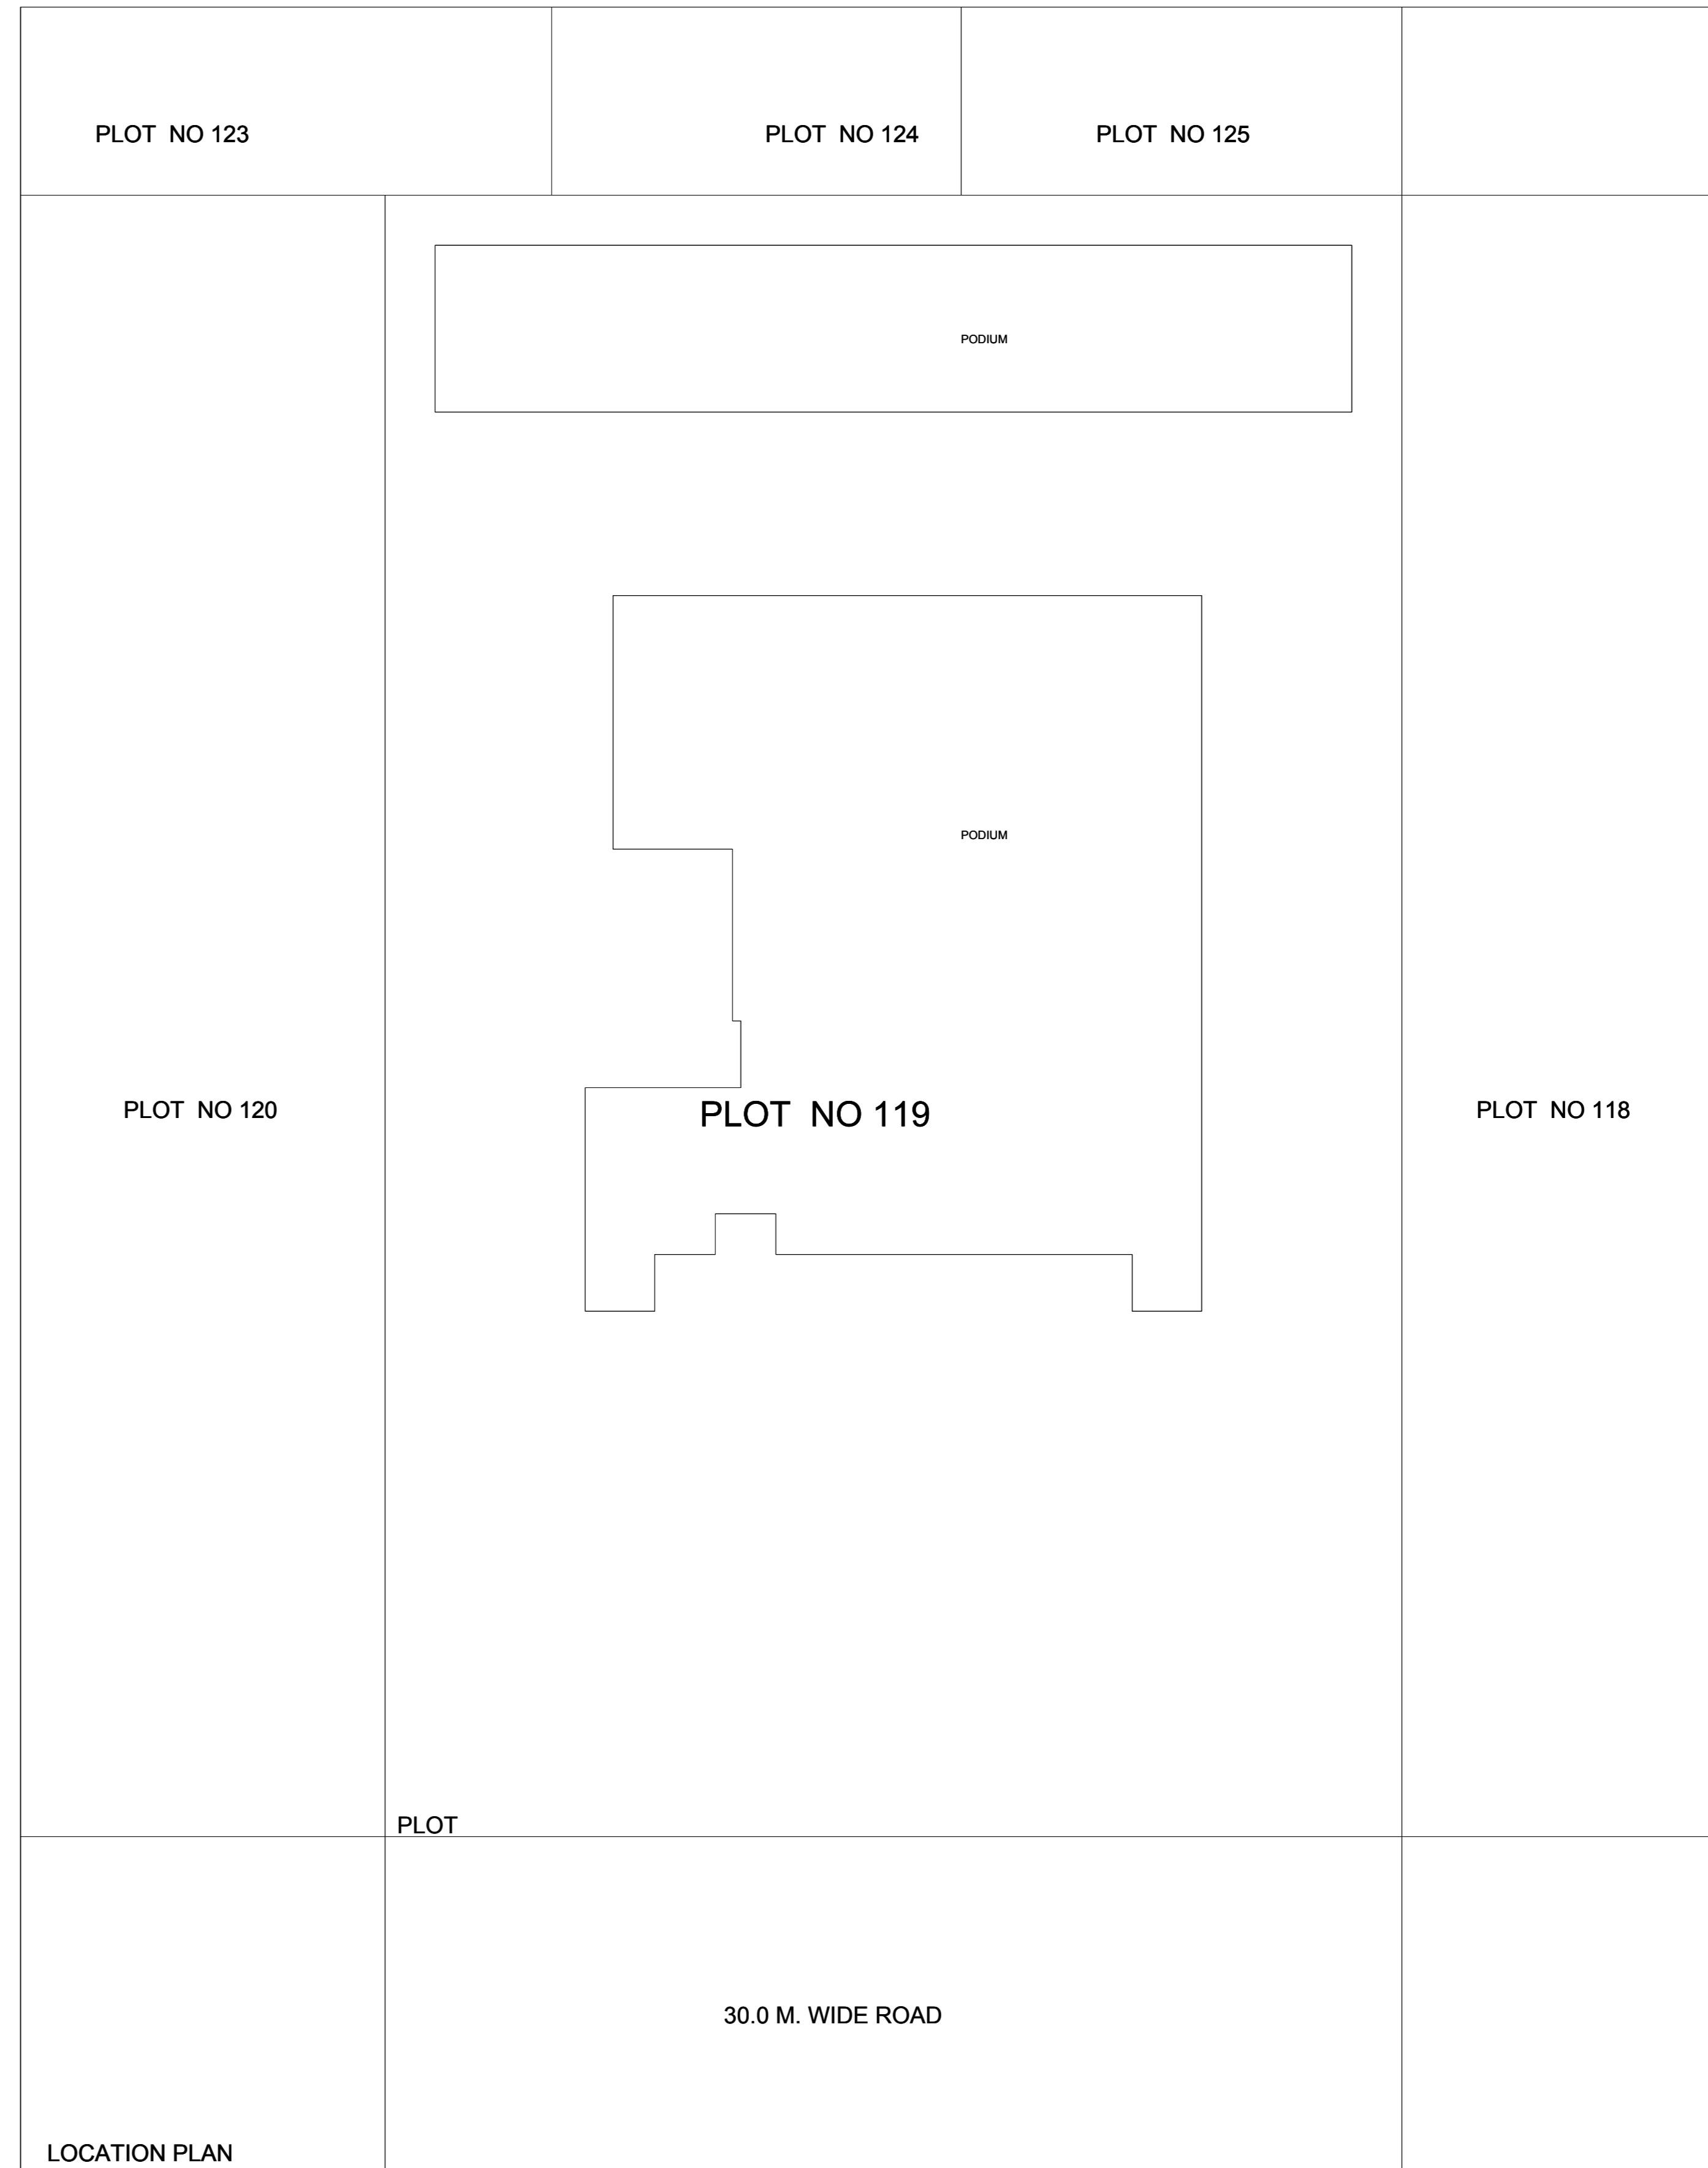 PLOT NO 123
PLOT NO 124
PLOT NO 125
PODIUM
PODIUM
PLOT NO 120
PLOT NO 119
PLOT NO 118
PLOT
30.0 M. WIDE ROAD
LOCATION PLAN